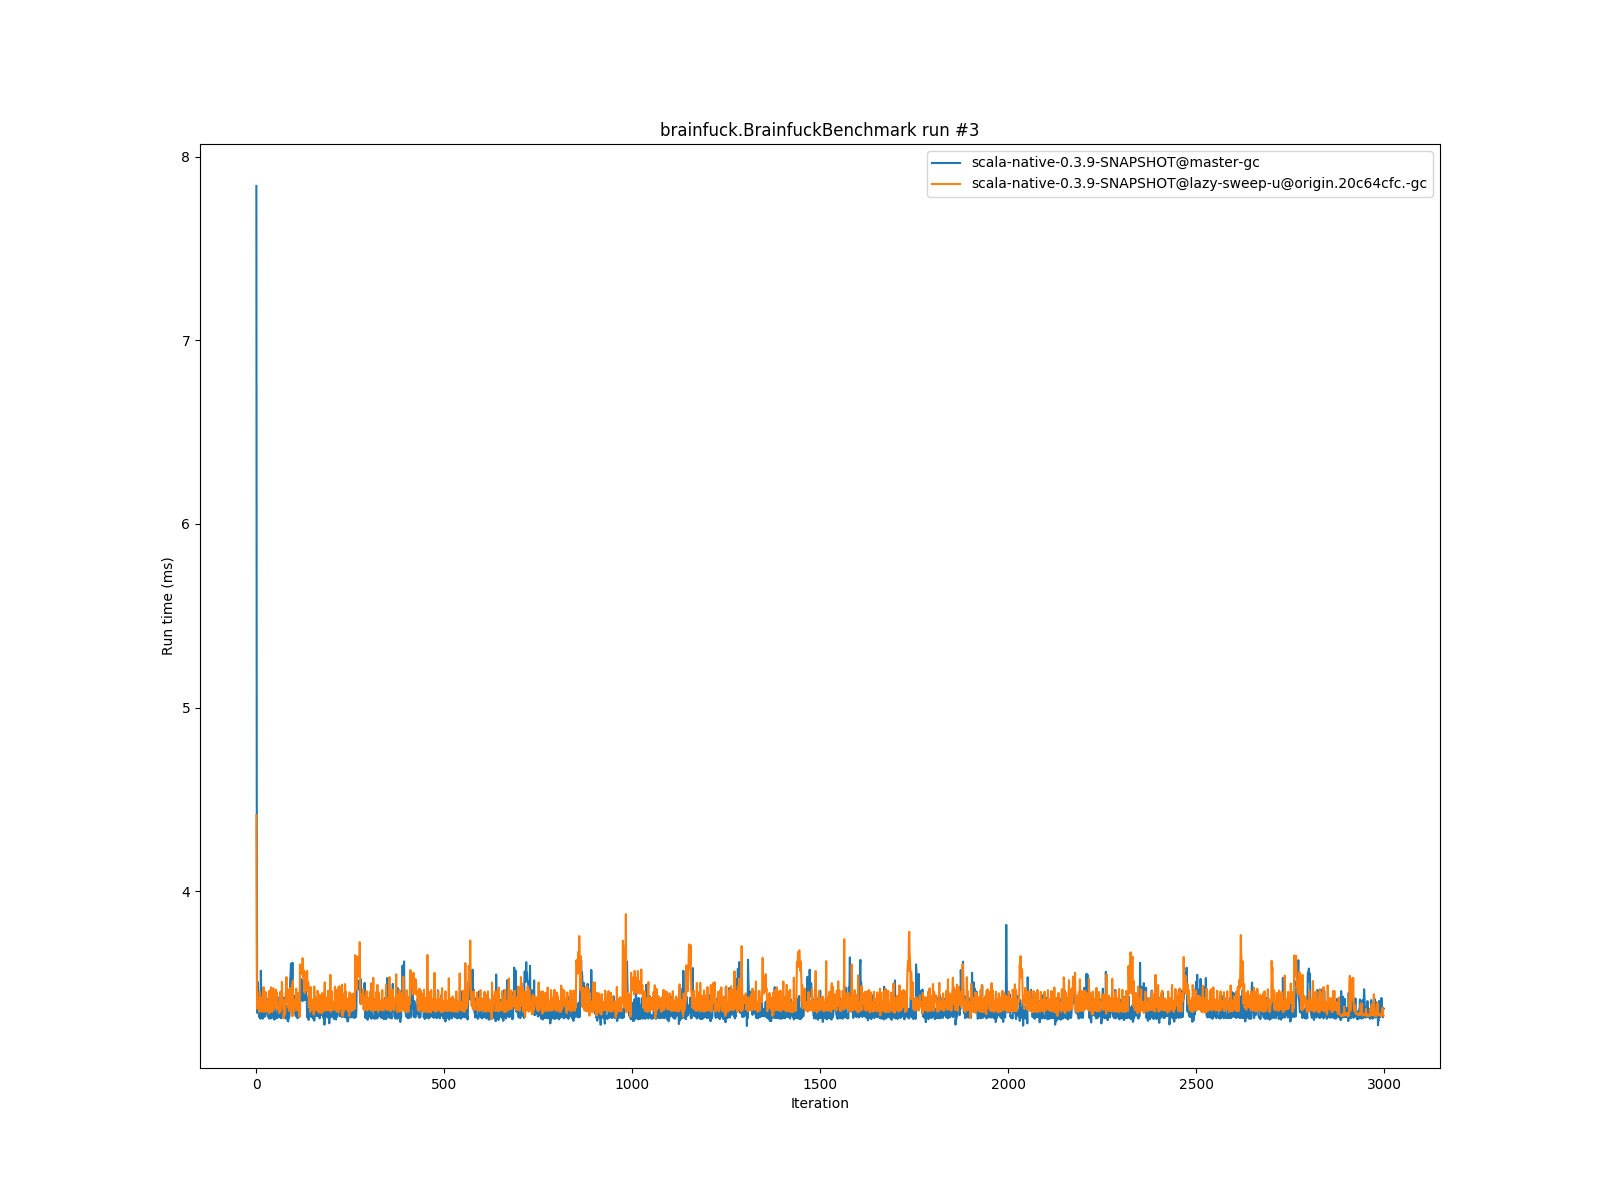 brainfuck.BrainfuckBenchmark run #3
scala-native-0.3.9-SNAPSHOT@master-gc
scala-native-0.3.9-SNAPSHOT@lazy-sweep-u@origin.20c64cfc.-gc
8
7
6
5
4
Run time (ms)
0 500 1000 1500 2000 2500 3000
Iteration